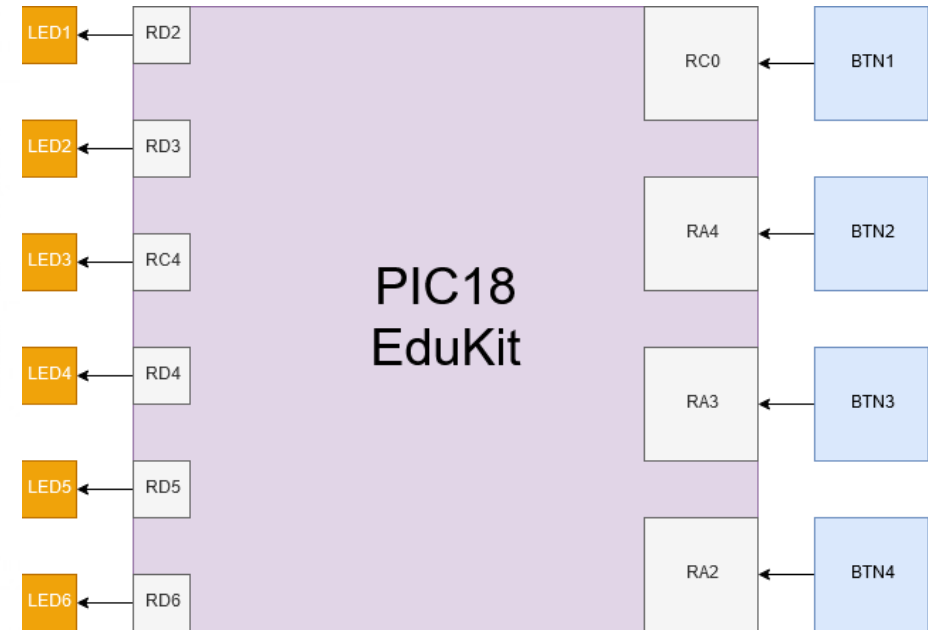 LED1
RD2
RC0
BTN1
LED2
RD3
RA4
BTN2
LED3
RC4
PIC18
EduKit
LED4
RD4
RA3
BTN3
LED5
RD5
RA2
BTN4
LED6
RD6